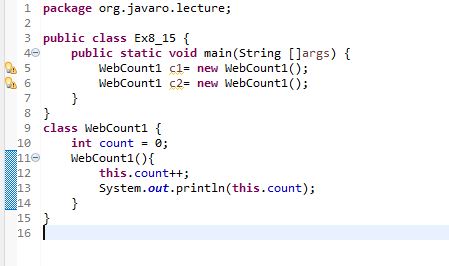 1 package org.javaro.lecture;
2
3 public class Ex8_15 {
4 public static void main(String []args) {
5 WebCount1 c1= new WebCount1();
6 WebCount1 c2= new WebCount1();
7 }
8 }
9 class WebCount1 {
10 int count = 0;
11 WebCount1(){
12 this.count++;
13 System.out.println(this.count);
14 }
15 }
16